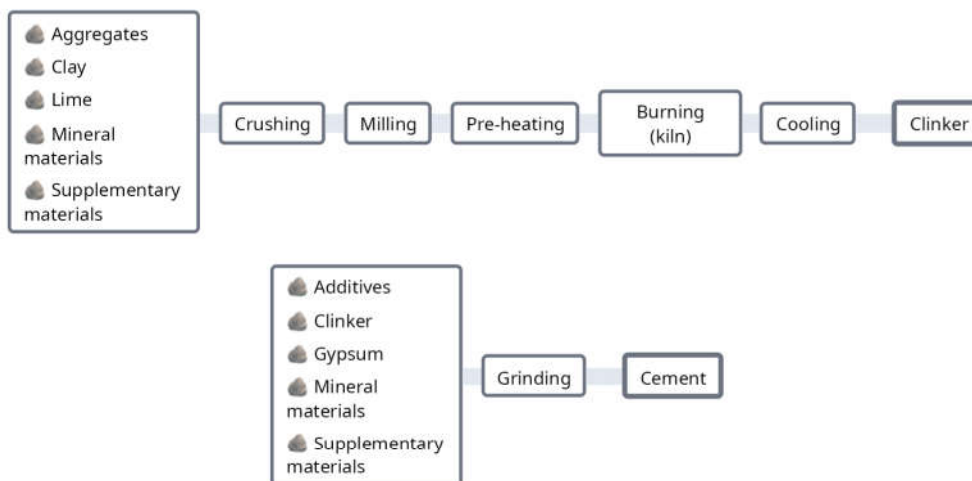 Aggregates
Clay
Lime
Mineral
materials
Supplementary
materials
Crushing
Milling
Pre-heating
Burning
(kiln)
Cooling
Clinker
Additives
Clinker
Gypsum
Mineral
materials
Supplementary
materials
Grinding
Cement